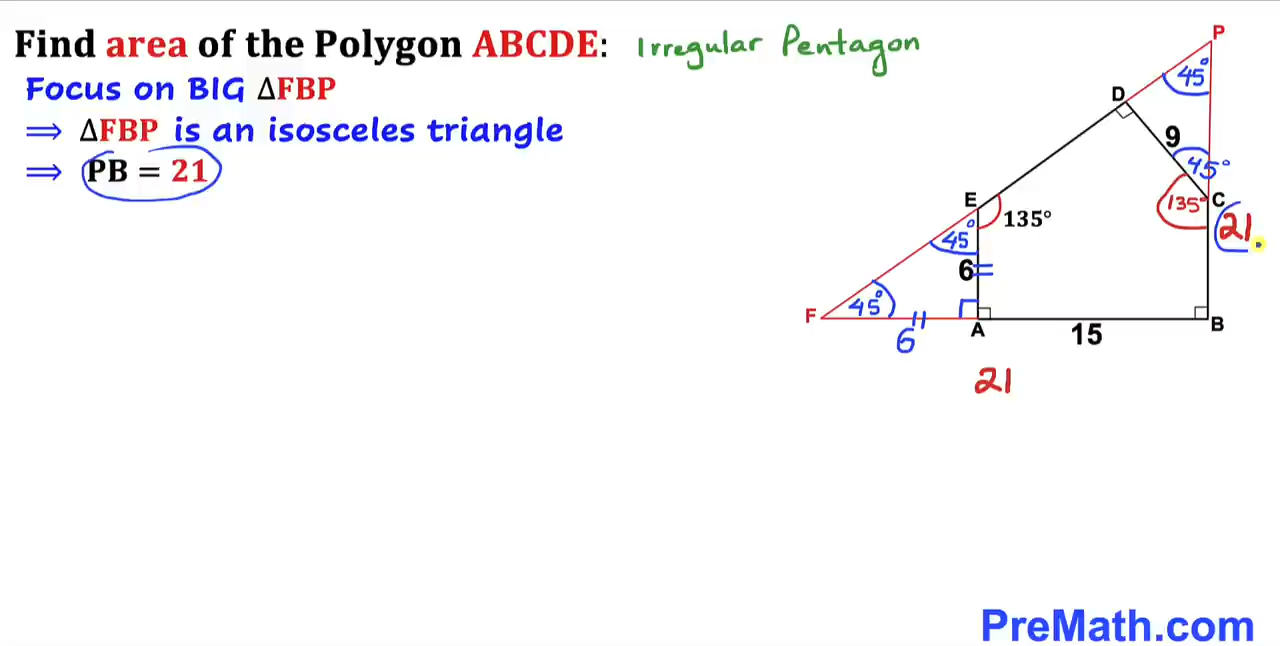 Find area of the Polygon ABCDE: Irregular Pentagon
Focus on BIG ΔFBP
⟹ ΔFBP is an isosceles triangle
⟹ PB = 21
P
45°
D
9
45°
E
135°
135°
C
21
45°
6
F
45°
6
A
15
B
21
PreMath.com